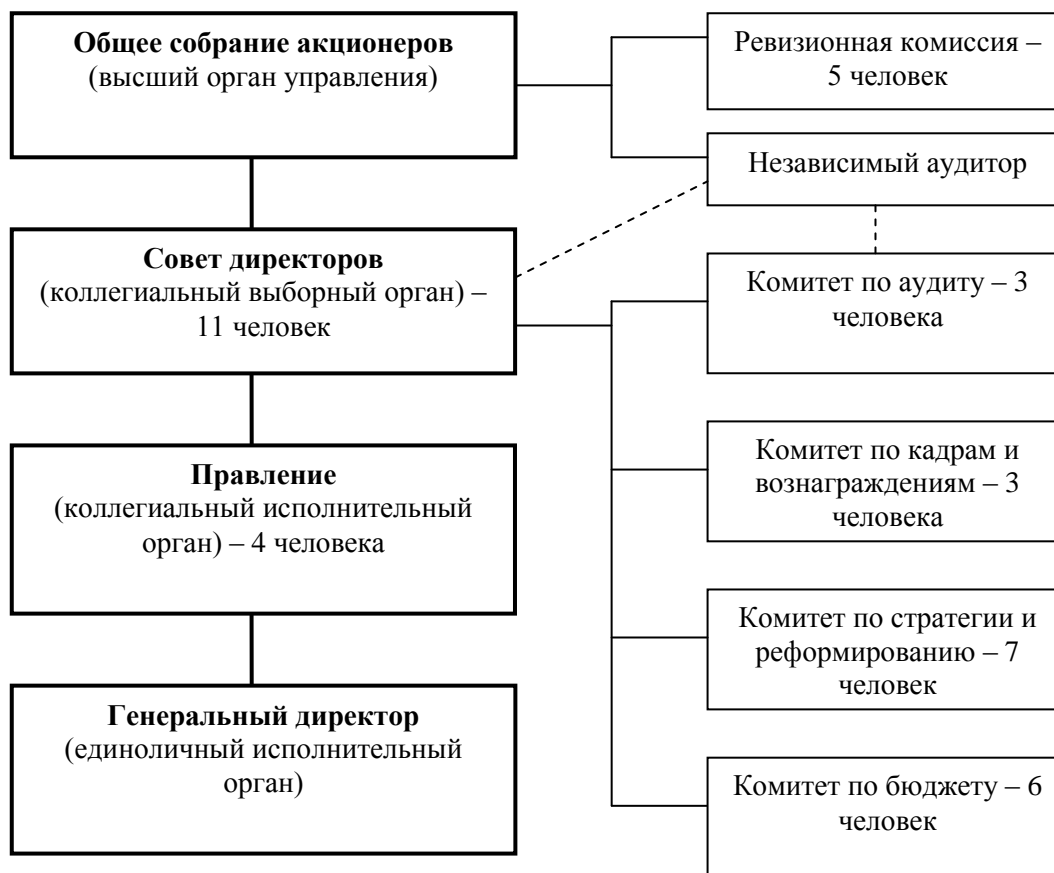 Общее собрание акционеров
(высший орган управления)
Ревизионная комиссия –
5 человек
Независимый аудитор
Совет директоров
(коллегиальный выборный орган) –
11 человек
Комитет по аудиту – 3
человека
Правление
(коллегиальный исполнительный
орган) – 4 человека
Комитет по кадрам и
вознаграждениям – 3
человека
Комитет по стратегии и
реформированию – 7
человек
Генеральный директор
(единоличный исполнительный
орган)
Комитет по бюджету – 6
человек